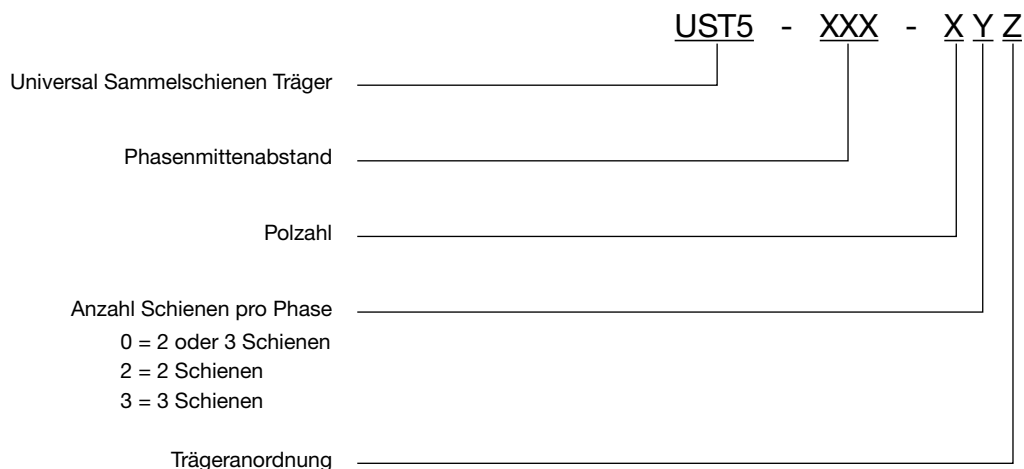 UST5 - XXX - X Y Z
Universal Sammelschienen Träger
Phasenmittenabstand
Polzahl
Anzahl Schienen pro Phase
0 = 2 oder 3 Schienen
2 = 2 Schienen
3 = 3 Schienen
Trägeranordnung